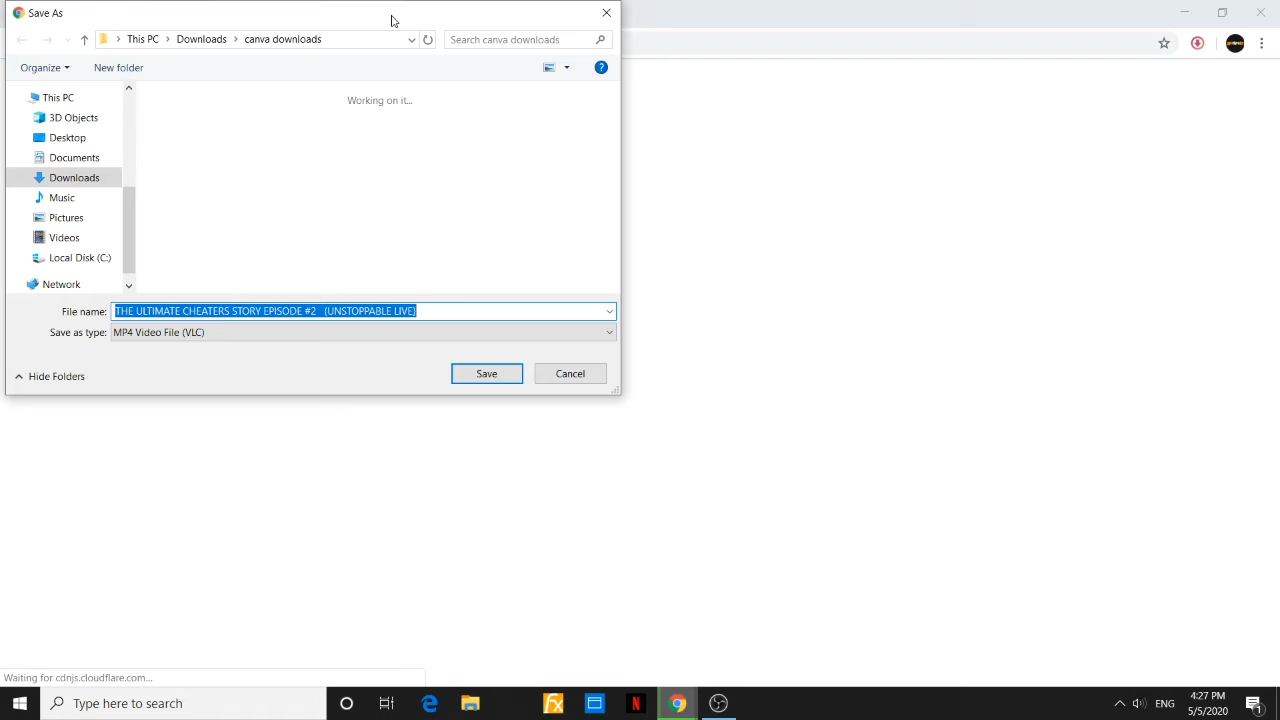 Save As
This PC > Downloads > canva downloads
Search canva downloads
Organize
New folder
?
This PC
3D Objects
Desktop
Documents
Downloads
Music
Pictures
Videos
Local Disk (C:)
Network
Working on it...
File name: THE ULTIMATE CHEATERS STORY EPISODE #2 (UNSTOPPABLE LIVE)
Save as type: MP4 Video File (VLC)
Hide Folders
Save
Cancel
Waiting for cdnjs.cloudflare.com...
Type here to search
ENG
4:27 PM
5/5/2020
1